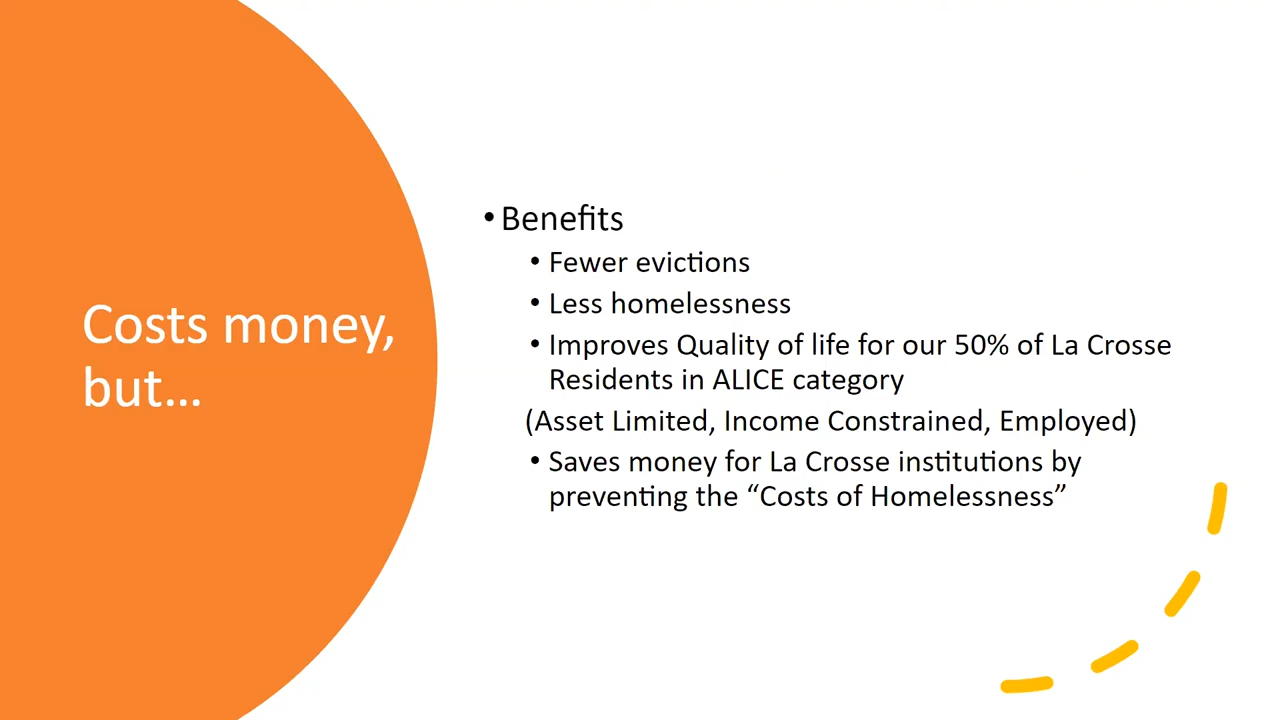 Costs money,
but...
• Benefits
• Fewer evictions
• Less homelessness
• Improves Quality of life for our 50% of La Crosse
Residents in ALICE category
(Asset Limited, Income Constrained, Employed)
• Saves money for La Crosse institutions by
preventing the “Costs of Homelessness”